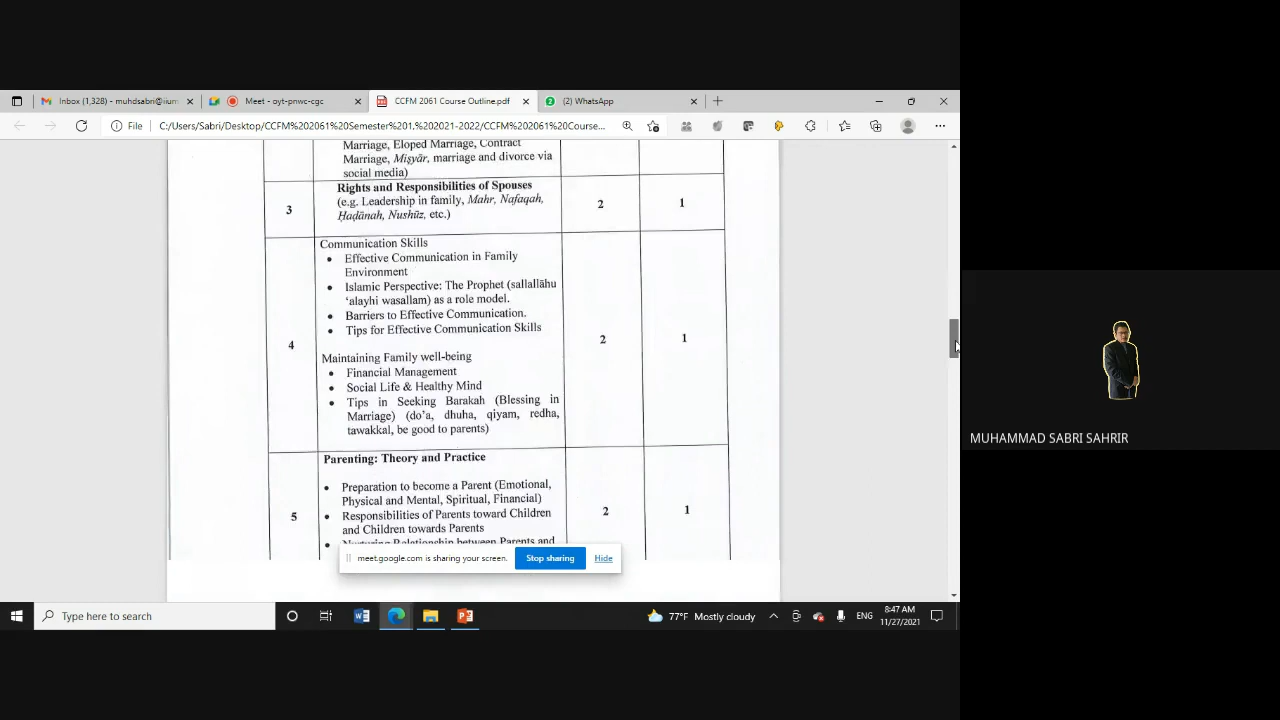 Inbox (1,328) - muhdsabri@iium
Meet - oyt-pnwc-cgc
CCFM 2061 Course Outline.pdf
(2) WhatsApp
File
C:/Users/Sabri/Desktop/CCFM%202061%20Semester%201.%202021-2022/CCFM%202061%20Course...
Marriage, Eloped Marriage, Contract
Marriage, Misyār, marriage and divorce via
social media)
3
Rights and Responsibilities of Spouses
(e.g. Leadership in family, Mahr, Nafaqah,
Ḥaḍānah, Nushūz, etc.)
2
1
4
Communication Skills
• Effective Communication in Family
Environment
• Islamic Perspective: The Prophet (sallallāhu
‘alayhi wasallam) as a role model.
• Barriers to Effective Communication.
• Tips for Effective Communication Skills
Maintaining Family well-being
• Financial Management
• Social Life & Healthy Mind
• Tips in Seeking Barakah (Blessing in
Marriage) (do’a, dhuha, qiyam, redha,
tawakkal, be good to parents)
2
1
5
Parenting: Theory and Practice
• Preparation to become a Parent (Emotional,
Physical and Mental, Spiritual, Financial)
• Responsibilities of Parents toward Children
and Children towards Parents
• Nurturing Relationship between Parents and
2
1
meet.google.com is sharing your screen.
Stop sharing
Hide
MUHAMMAD SABRI SAHRIR
Type here to search
77°F Mostly cloudy
ENG
8:47 AM
11/27/2021